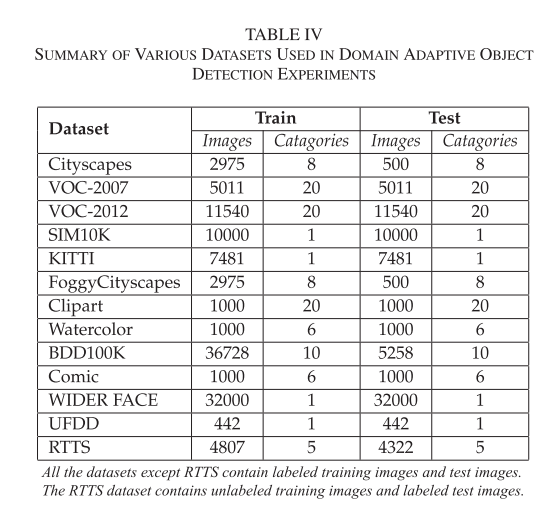 TABLE IV
SUMMARY OF VARIOUS DATASETS USED IN DOMAIN ADAPTIVE OBJECT
DETECTION EXPERIMENTS
Dataset Train Test
Images Catagories Images Catagories
Cityscapes 2975 8 500 8
VOC-2007 5011 20 5011 20
VOC-2012 11540 20 11540 20
SIM10K 10000 1 10000 1
KITTI 7481 1 7481 1
FoggyCityscapes 2975 8 500 8
Clipart 1000 20 1000 20
Watercolor 1000 6 1000 6
BDD100K 36728 10 5258 10
Comic 1000 6 1000 6
WIDER FACE 32000 1 32000 1
UFDD 442 1 442 1
RTTS 4807 5 4322 5
All the datasets except RTTS contain labeled training images and test images.
The RTTS dataset contains unlabeled training images and labeled test images.